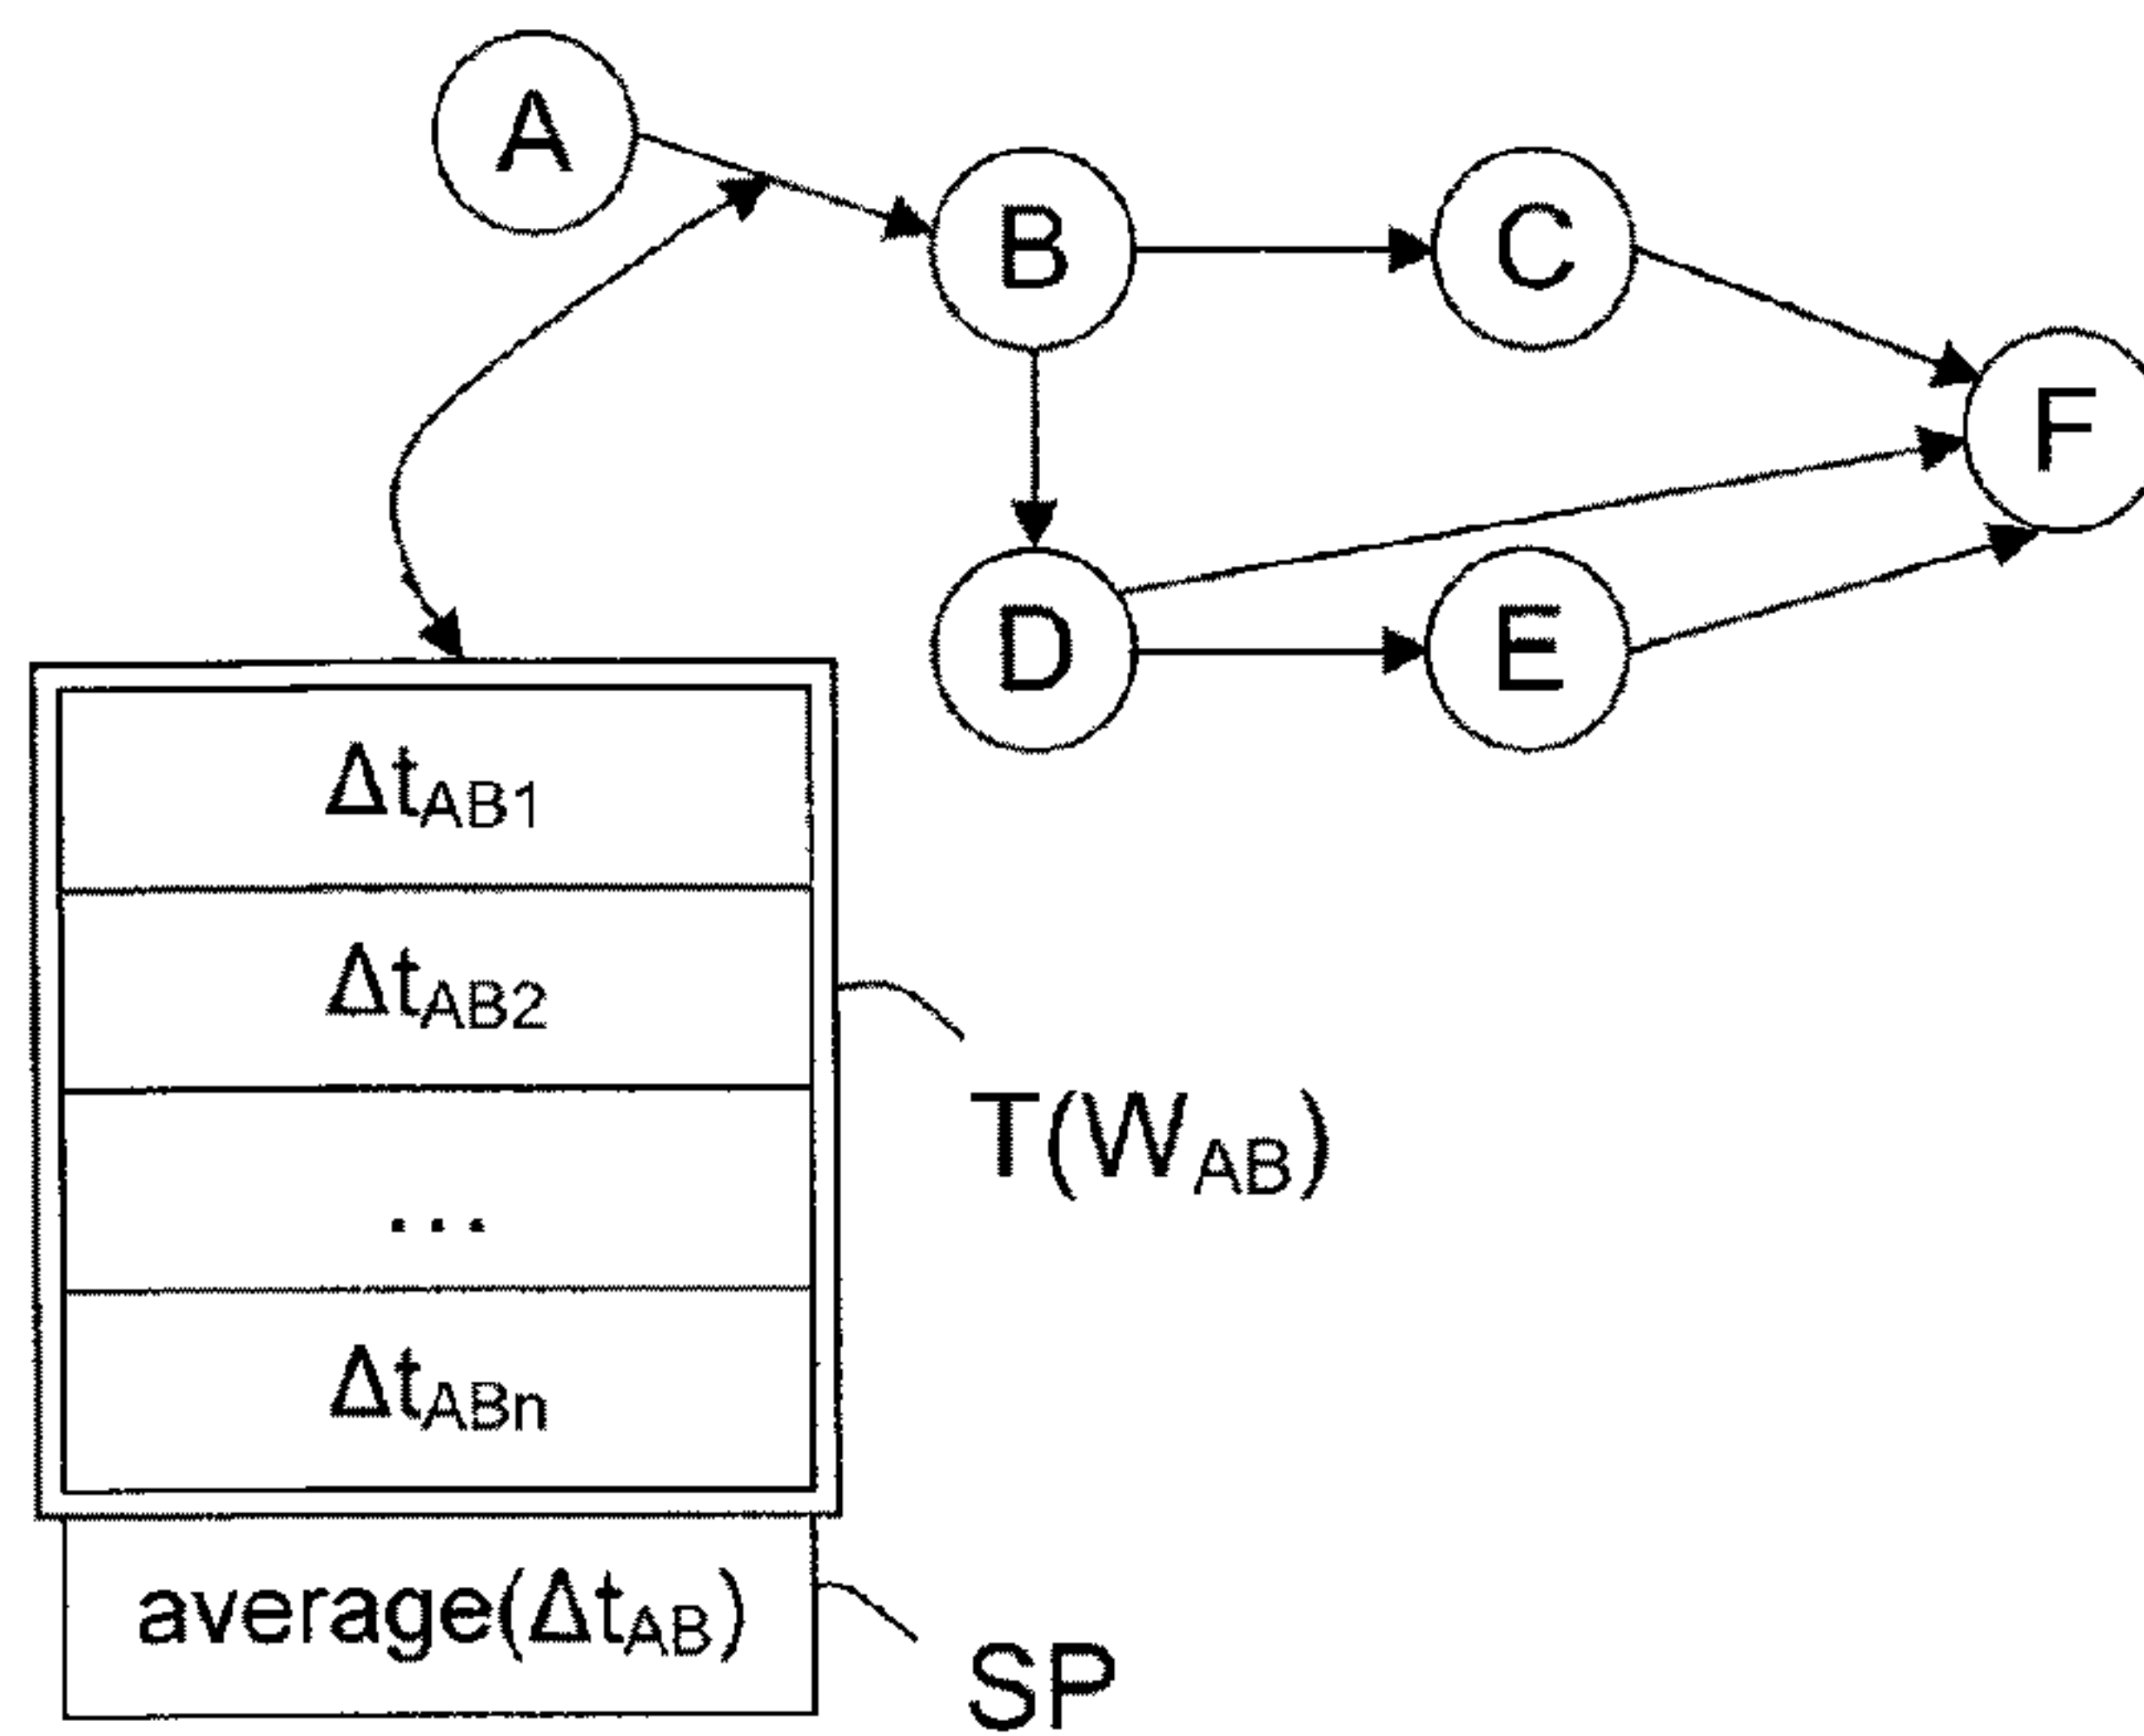 A
B
C
F
D
E
ΔtAB1
ΔtAB2
T(WAB)
...
ΔtABn
average(ΔtAB)
SP